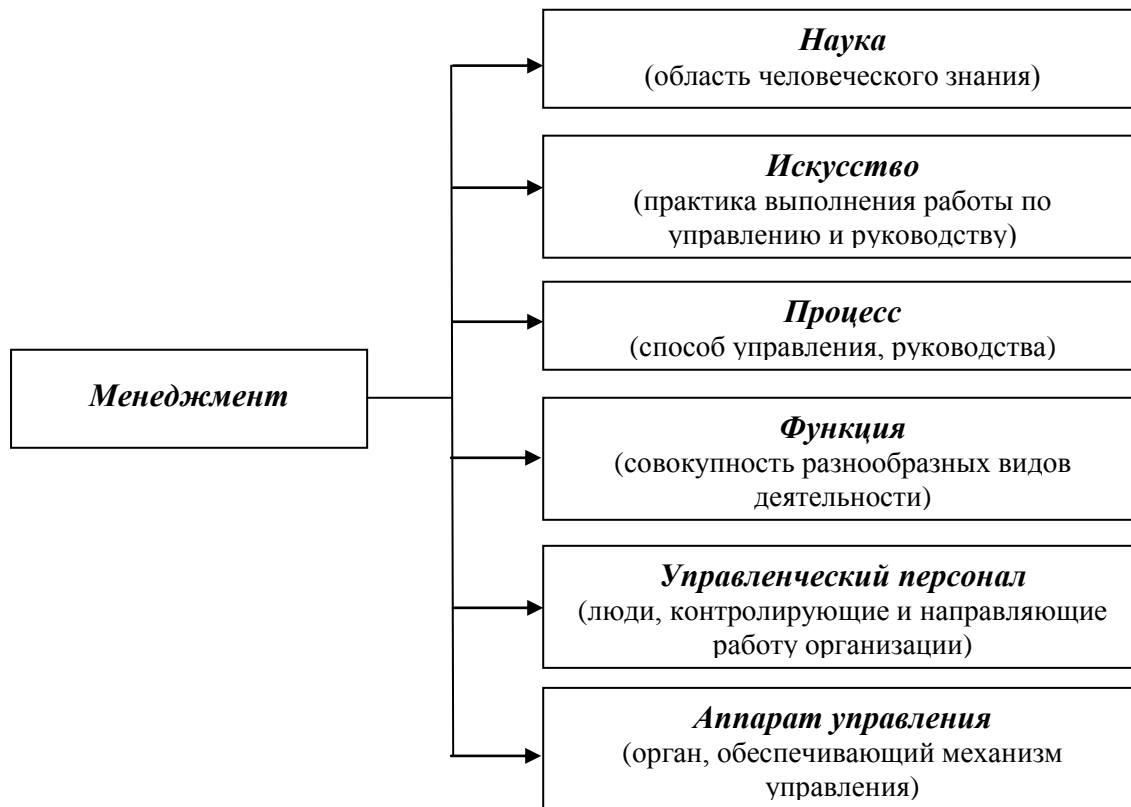 Наука
(область человеческого знания)
Искусство
(практика выполнения работы по
управлению и руководству)
Процесс
(способ управления, руководства)
Менеджмент
Функция
(совокупность разнообразных видов
деятельности)
Управленческий персонал
(люди, контролирующие и направляющие
работу организации)
Аппарат управления
(орган, обеспечивающий механизм
управления)